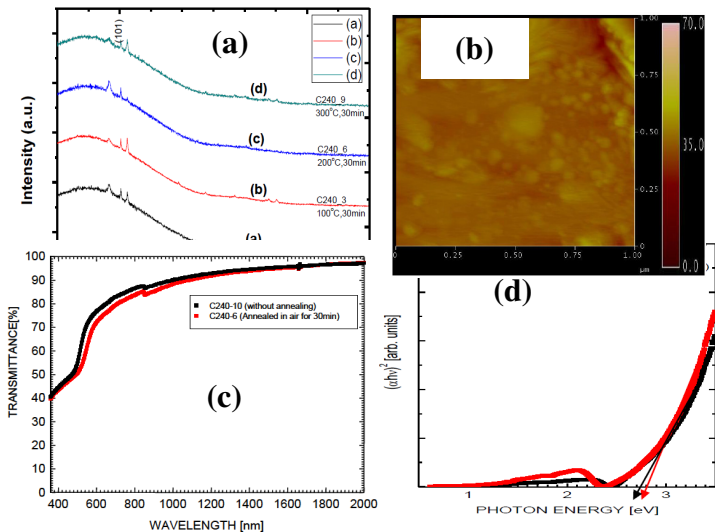 (a)
(101)
(a)
(b)
(c)
(d)
Intensity (a.u.)
(d)
C240_9
300°C,30min
(c)
C240_6
200°C,30min
(b)
C240_3
100°C,30min
(b)
1.00
0.75
0.50
0.25
0
0
0.25
0.50
0.75
1.00
µm
70.0
35.0
0.0
100
90
80
70
60
50
40
30
20
10
0
TRANSMITTANCE[%]
C240-10 (without annealing)
C240-6 (Annealed in air for 30min)
(c)
400 600 800 1000 1200 1400 1600 1800 2000
WAVELENGTH [nm]
(d)
(αhν)² [arb. units]
1 2 3
PHOTON ENERGY [eV]